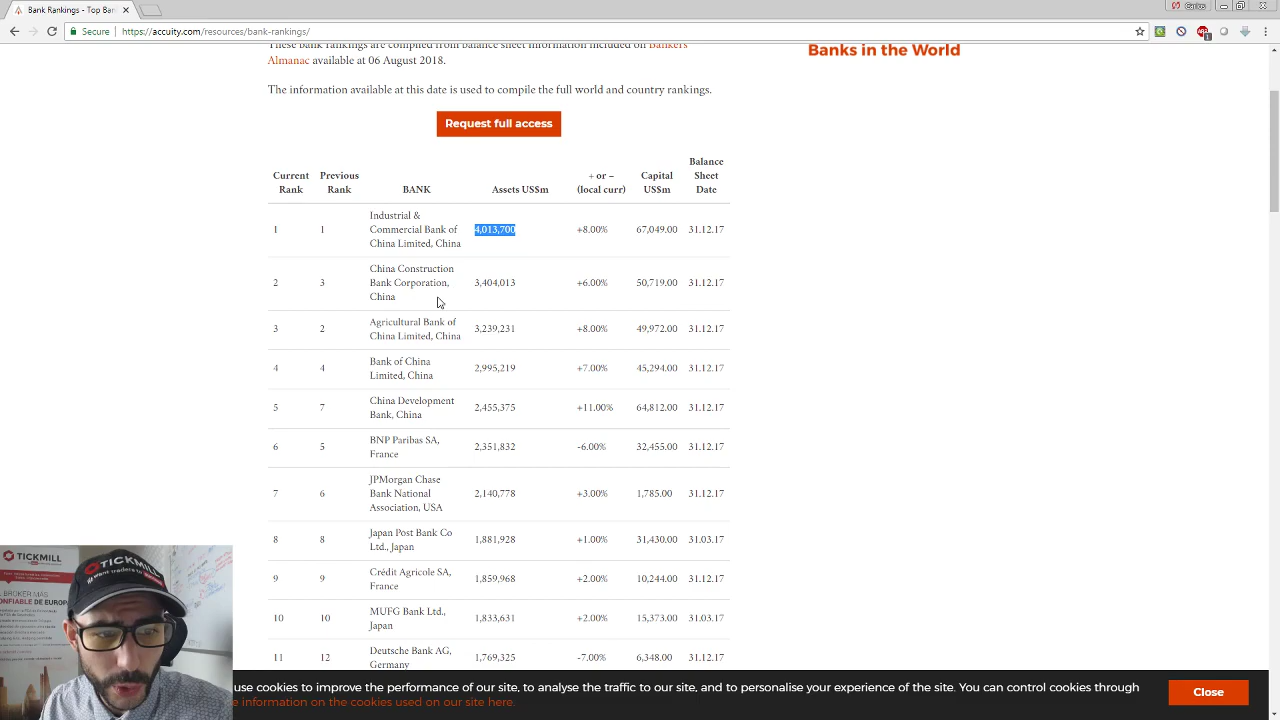 Bank Rankings - Top Ban
Secure
https://accuity.com/resources/bank-rankings/
These bank rankings are compiled from balance sheet information included on Bankers
Almanac available at 06 August 2018.
Banks in the World
The information available at this date is used to compile the full world and country rankings.
Request full access
Current Rank Previous Rank BANK Assets US$m + or – (local curr) Capital US$m Balance Sheet Date
1 1 Industrial & Commercial Bank of China Limited, China 4,013,700 +8.00% 67,049.00 31.12.17
2 3 China Construction Bank Corporation, China 3,404,013 +6.00% 50,719.00 31.12.17
3 2 Agricultural Bank of China Limited, China 3,239,231 +8.00% 49,972.00 31.12.17
4 4 Bank of China Limited, China 2,995,219 +7.00% 45,294.00 31.12.17
5 7 China Development Bank, China 2,455,375 +11.00% 64,812.00 31.12.17
6 5 BNP Paribas SA, France 2,351,832 -6.00% 32,455.00 31.12.17
7 6 JPMorgan Chase Bank National Association, USA 2,140,778 +3.00% 1,785.00 31.12.17
8 8 Japan Post Bank Co Ltd., Japan 1,881,928 +1.00% 31,430.00 31.03.17
9 9 Crédit Agricole SA, France 1,859,968 +2.00% 10,244.00 31.12.17
10 10 MUFG Bank Ltd., Japan 1,833,631 +2.00% 15,373.00 31.03.17
11 12 Deutsche Bank AG, Germany 1,769,325 -7.00% 6,348.00 31.12.17
use cookies to improve the performance of our site, to analyse the traffic to our site, and to personalise your experience of the site. You can control cookies through
e information on the cookies used on our site here.
Close
TICKMILL
TICKMILL
want traders to